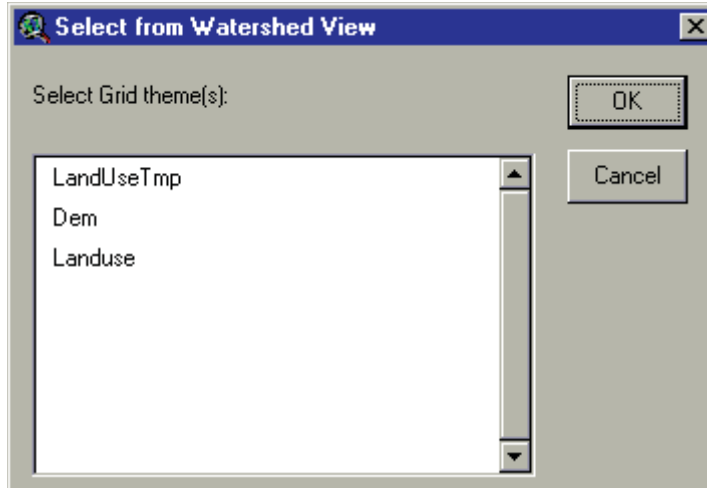 Select from Watershed View
Select Grid theme(s):
OK
Cancel
LandUseTmp
Dem
Landuse